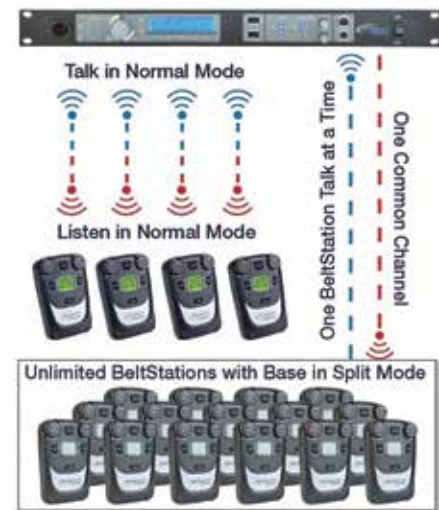 Talk in Normal Mode
Listen in Normal Mode
One BeltStation Talk at a Time
One Common Channel
Unlimited BeltStations with Base in Split Mode